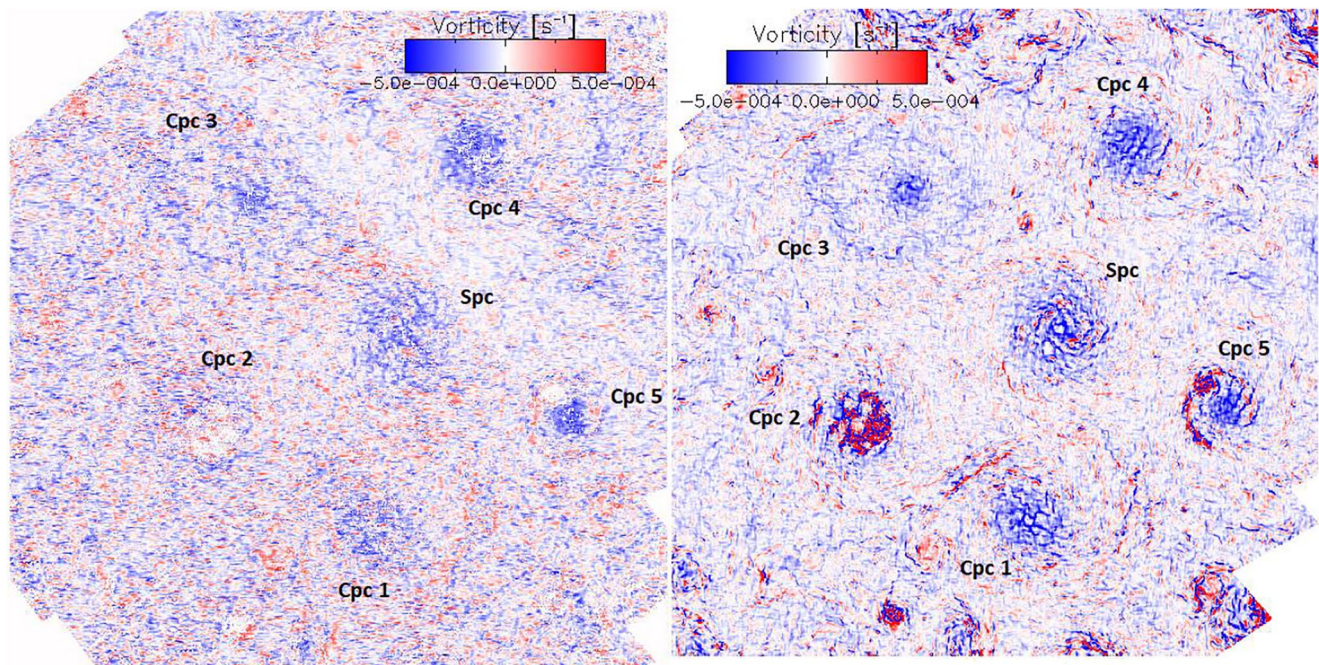 Vorticity [s⁻¹]
−5.0e−004 0.0e+000 5.0e−004
Cpc 3
Cpc 4
Spc
Cpc 2
Cpc 5
Cpc 1
Vorticity [s⁻¹]
−5.0e−004 0.0e+000 5.0e−004
Cpc 4
Cpc 3
Spc
Cpc 5
Cpc 2
Cpc 1